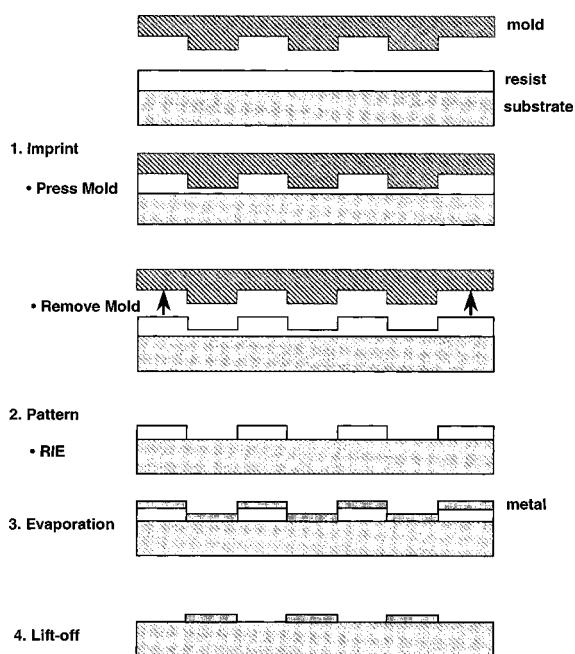 mold
resist
substrate
1. Imprint
• Press Mold
• Remove Mold
2. Pattern
• RIE
metal
3. Evaporation
4. Lift-off